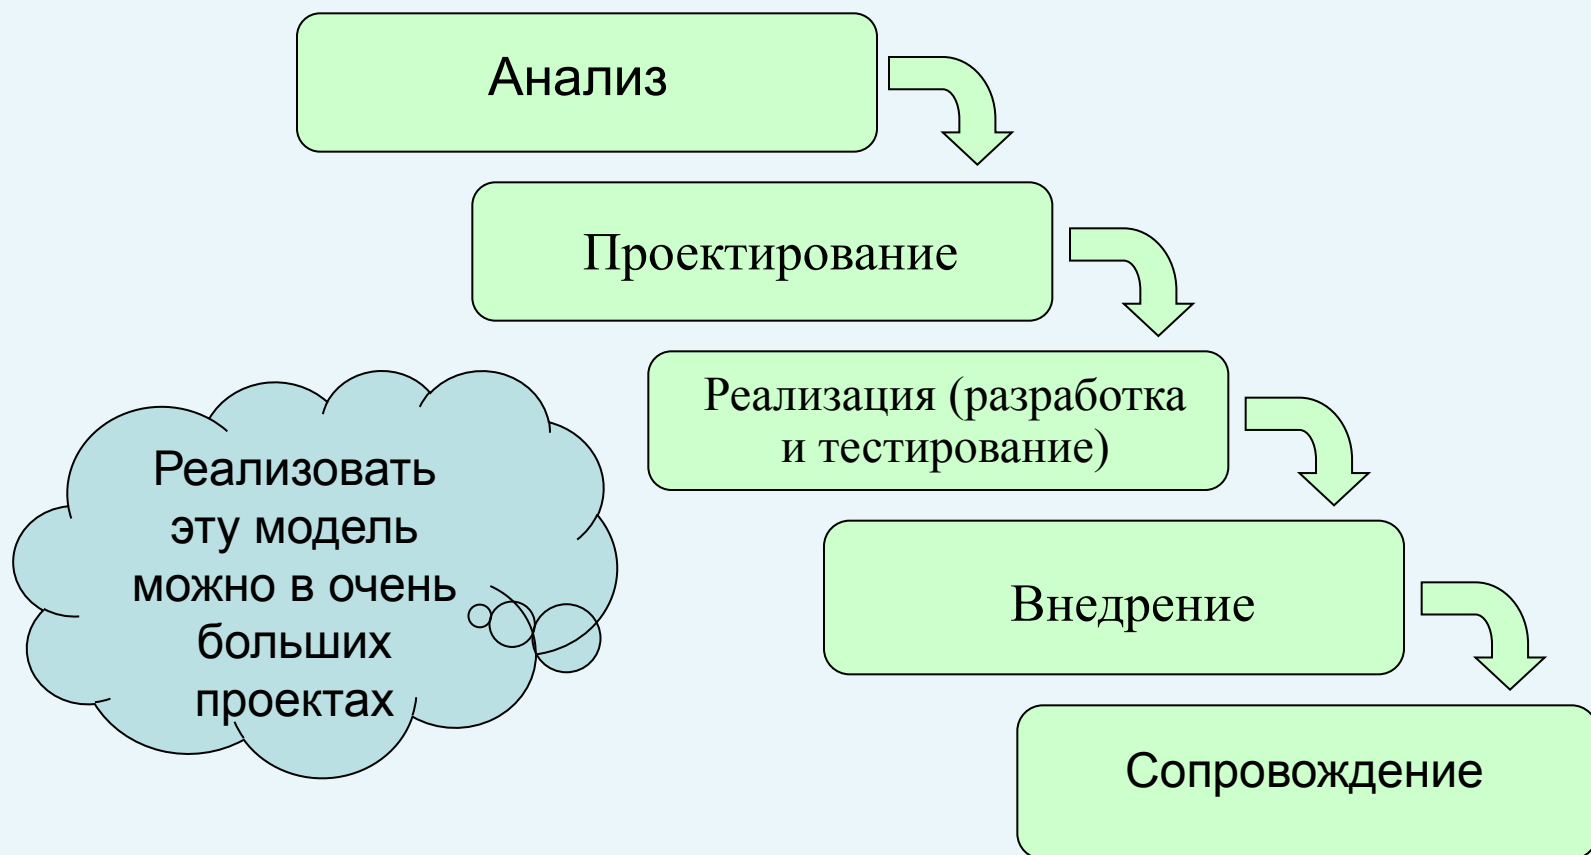 Анализ
Проектирование
Реализация (разработка
и тестирование)
Реализовать
эту модель
можно в очень
больших
проектах
Внедрение
Сопровождение